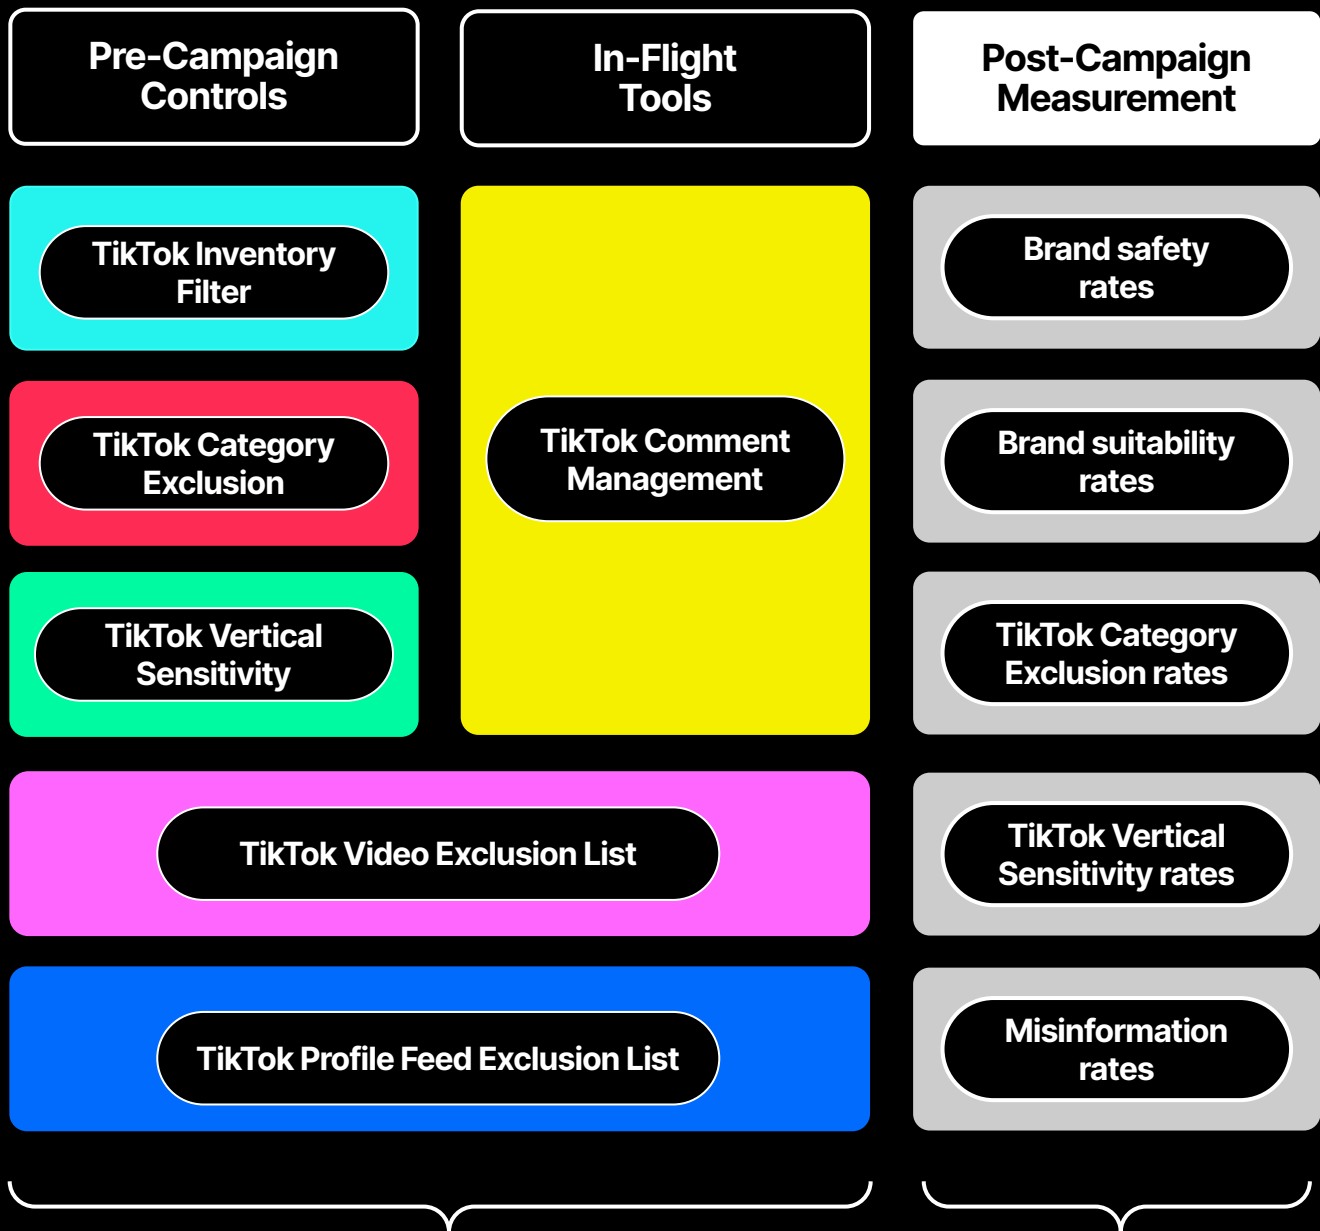 Pre-Campaign
Controls
In-Flight
Tools
Post-Campaign
Measurement
TikTok Inventory
Filter
TikTok Category
Exclusion
TikTok Vertical
Sensitivity
TikTok Comment
Management
TikTok Video Exclusion List
TikTok Profile Feed Exclusion List
Brand safety
rates
Brand suitability
rates
TikTok Category
Exclusion rates
TikTok Vertical
Sensitivity rates
Misinformation
rates